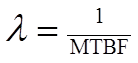 λ = 1/MTBF